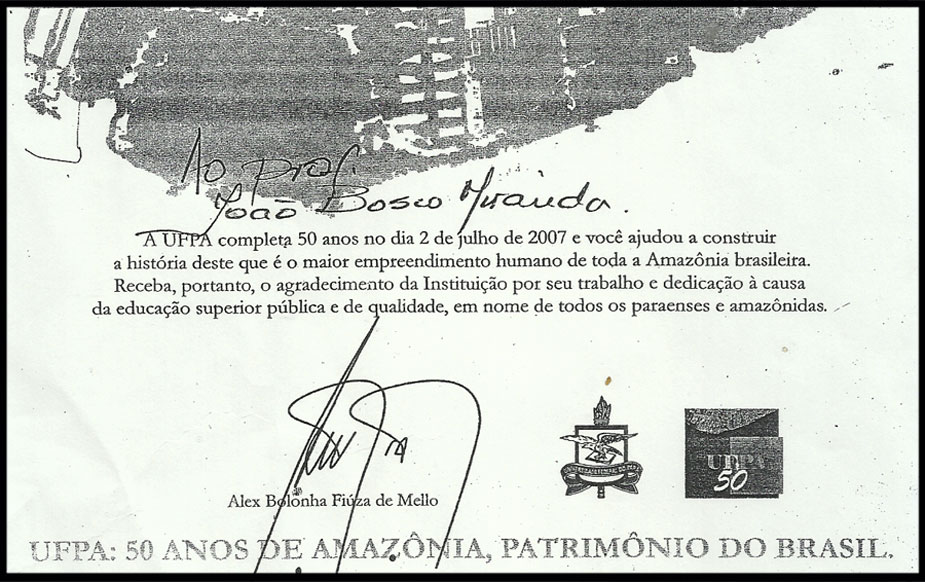 Ao Prof.
João Bosco Miranda.
A UFPA completa 50 anos no dia 2 de julho de 2007 e você ajudou a construir
a história deste que é o maior empreendimento humano de toda a Amazônia brasileira.
Receba, portanto, o agradecimento da Instituição por seu trabalho e dedicação à causa
da educação superior pública e de qualidade, em nome de todos os paraenses e amazônidas.
Alex Bolonha Fiúza de Mello
UFPA
50
UFPA: 50 ANOS DE AMAZÔNIA, PATRIMÔNIO DO BRASIL.